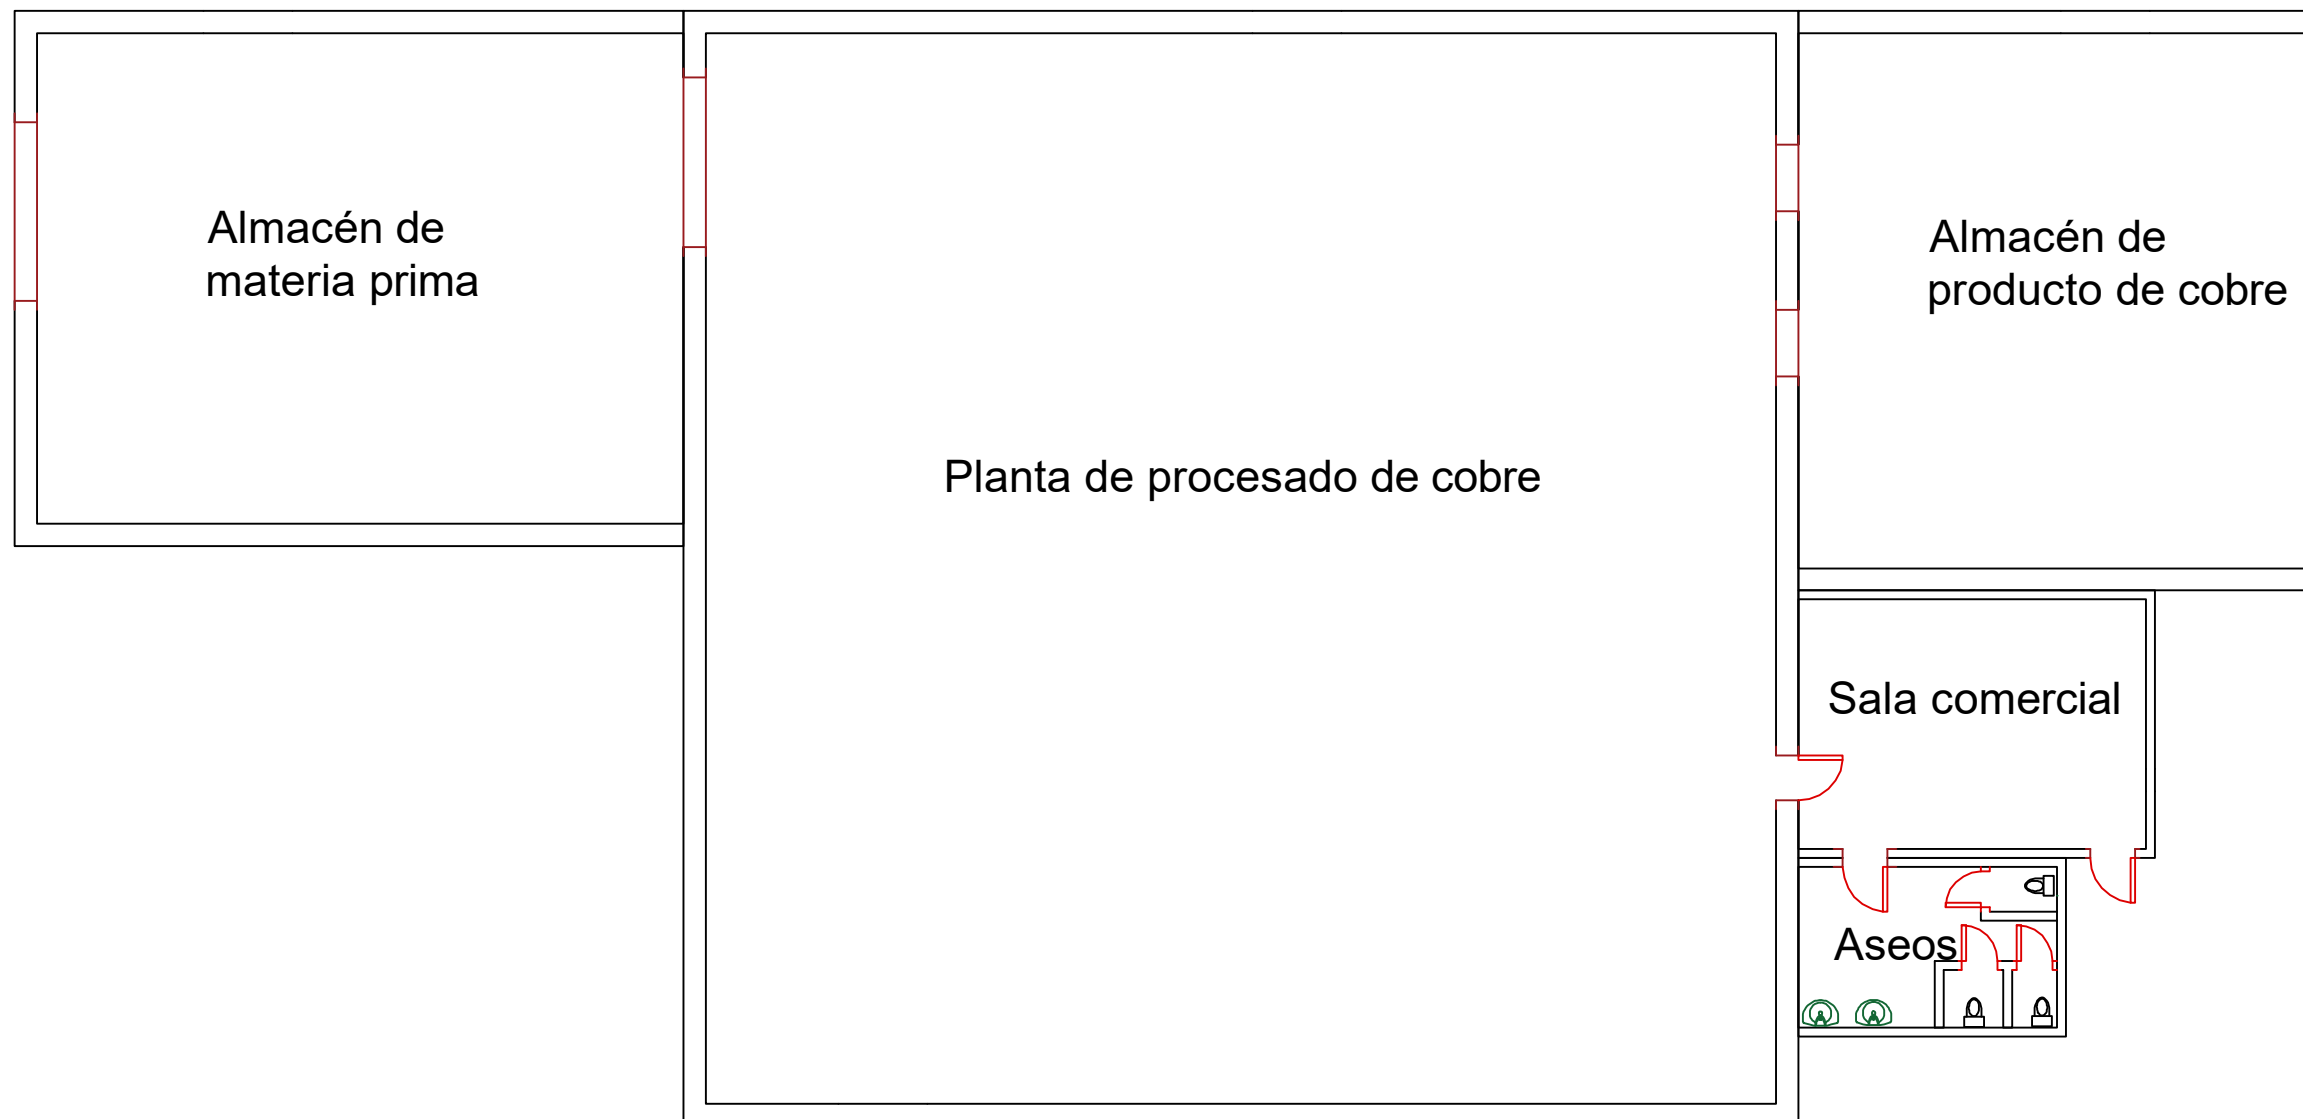 Almacén de
materia prima
Almacén de
producto de cobre
Planta de procesado de cobre
Sala comercial
Aseos